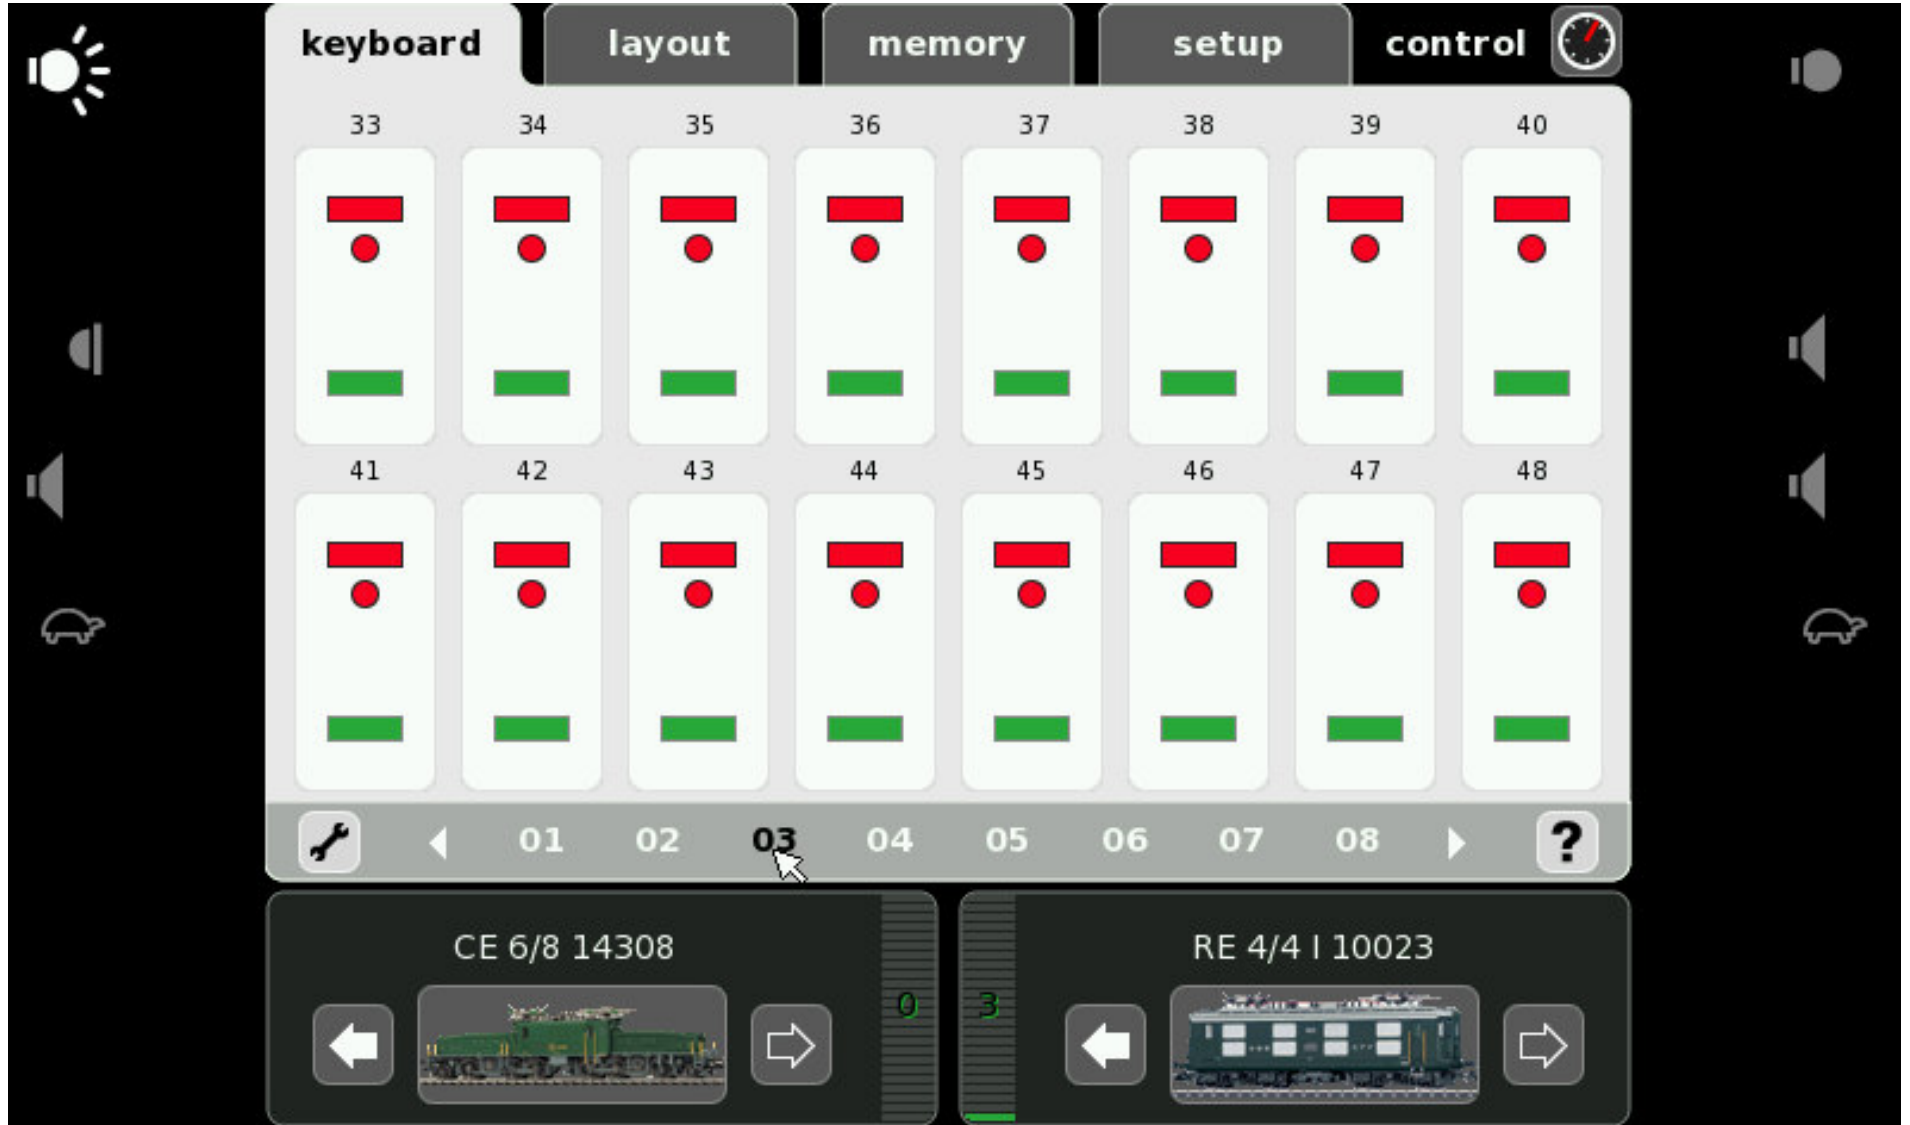 keyboard layout memory setup control
33 34 35 36 37 38 39 40
41 42 43 44 45 46 47 48
01 02 03 04 05 06 07 08 ?
CE 6/8 14308
0
3
RE 4/4 I 10023